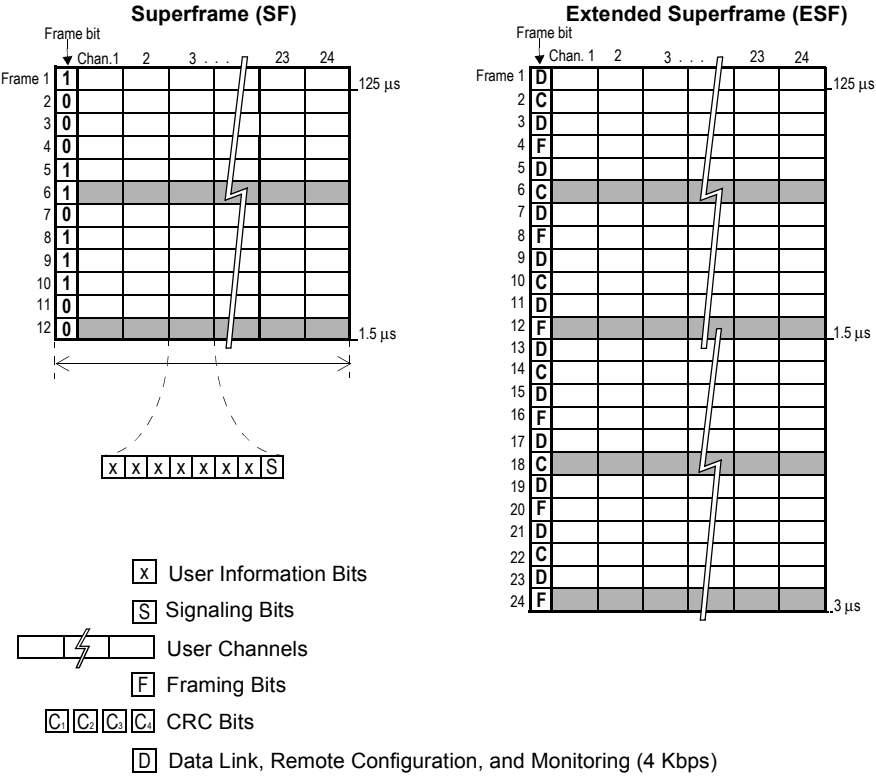 Superframe (SF)
Frame bit
Chan.1 2 3 . . . 23 24
Frame 1 1 125 µs
2 0
3 0
4 0
5 1
6 1
7 0
8 1
9 1
10 1
11 0
12 0 1.5 µs
x x x x x x x S
Extended Superframe (ESF)
Frame bit
Chan. 1 2 3 . . . 23 24
Frame 1 D 125 µs
2 C
3 D
4 F
5 D
6 C
7 D
8 F
9 D
10 C
11 D
12 F 1.5 µs
13 D
14 C
15 D
16 F
17 D
18 C
19 D
20 F
21 D
22 C
23 D
24 F 3 µs
x User Information Bits
S Signaling Bits
User Channels
F Framing Bits
C1 C2 C3 C4 CRC Bits
D Data Link, Remote Configuration, and Monitoring (4 Kbps)